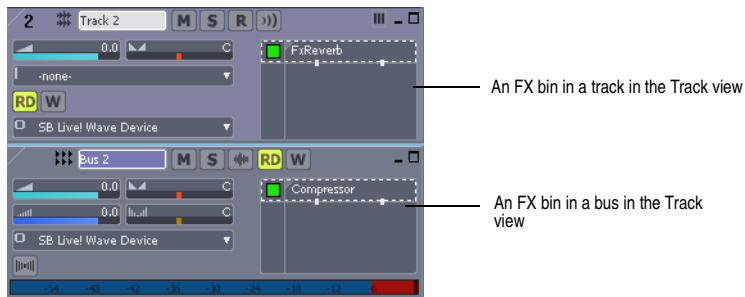 2 Track 2 M S R
0.0 C FxReverb
-none-
An FX bin in a track in the Track view
RD W
SB Live! Wave Device
Bus 2 M S RD W
0.0 C Compressor
An FX bin in a bus in the Track
view
0.0 C
SB Live! Wave Device
-54 -48 -42 -36 -30 -24 -18 -12 -6